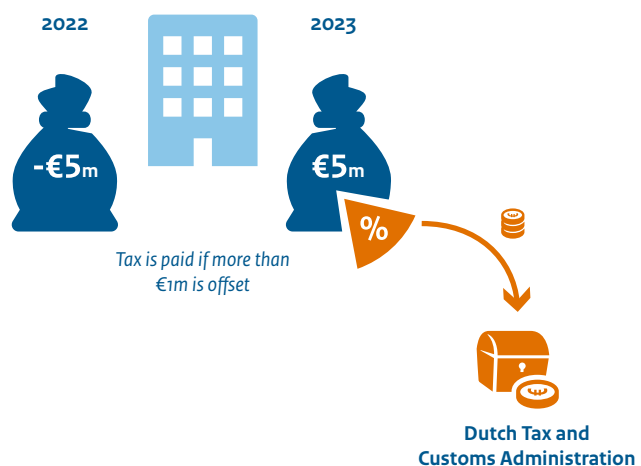 2022
2023
-€5m
€5m
%
Tax is paid if more than
€1m is offset
Dutch Tax and
Customs Administration